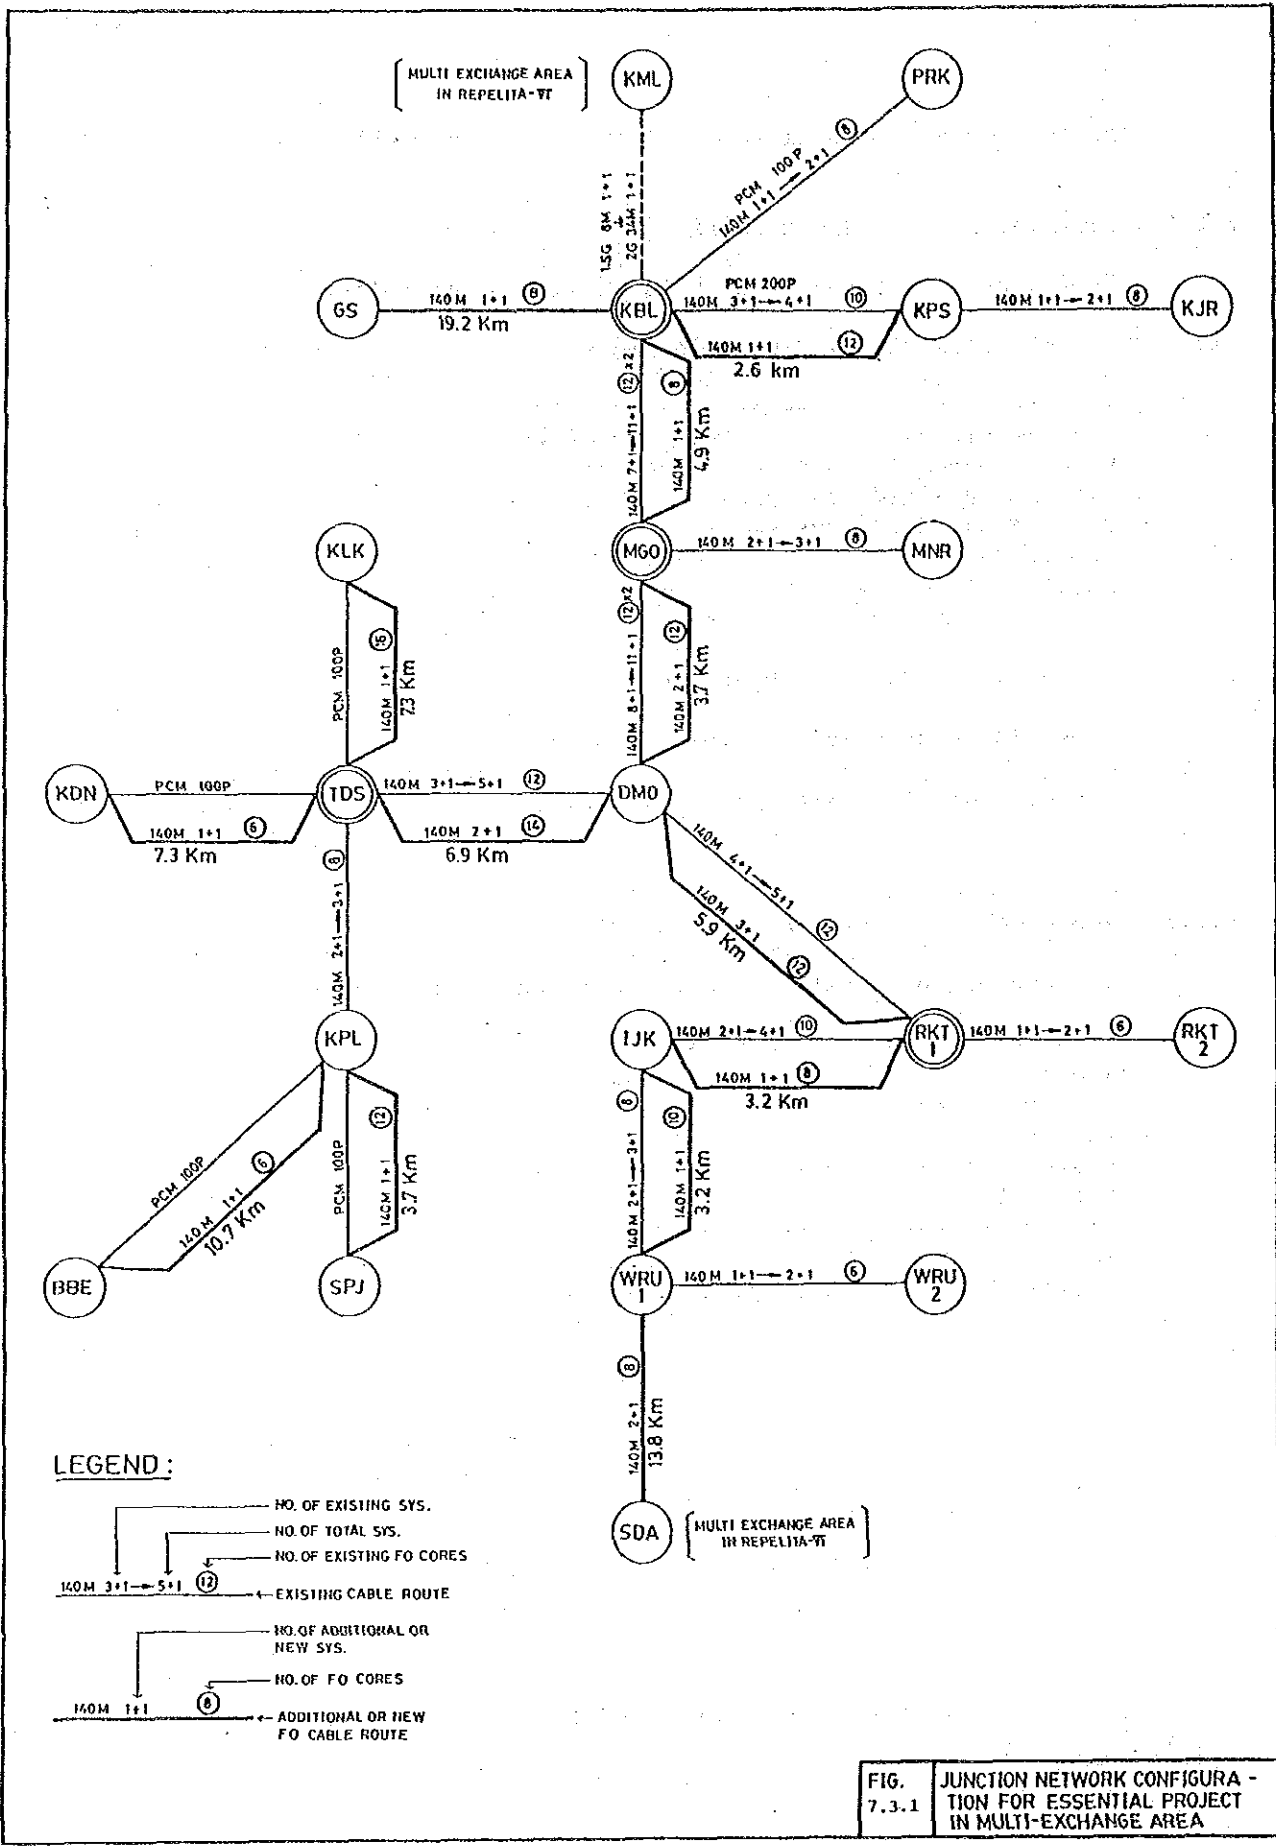 MULTI EXCHANGE AREA
IN REPELITA-VI
KML
PRK
1.5G 8M 1+1
2G 34M 1+1
PCM 100P
140M 1+1 → 2+1 8
GS
140M 1+1 8
19.2 Km
KBL
PCM 200P
140M 3+1 → 4+1 10
140M 1+1 12
2.6 km
KPS
140M 1+1 → 2+1 8
KJR
140M 7+1 → 11+1 12 x2
140M 1+1 8
4.9 Km
KLK
MGO
140M 2+1 → 3+1 8
MNR
PCM 100P
140M 1+1 16
7.3 Km
140M 8+1 → 11+1 12 x2
140M 2+1 12
3.7 Km
KDN
PCM 100P
140M 1+1 6
7.3 Km
TDS
140M 3+1 → 5+1 12
140M 2+1 14
6.9 Km
DMO
140M 2+1 → 3+1 8
140M 4+1 → 5+1 12
140M 3+1 12
5.9 Km
KPL
IJK
140M 2+1 → 4+1 10
140M 1+1 8
3.2 Km
RKT
1
140M 1+1 → 2+1 6
RKT
2
PCM 100P
140M 1+1 6
10.7 Km
PCM 100P
140M 1+1 12
3.7 Km
140M 2+1 → 3+1 8
140M 1+1 10
3.2 Km
BBE
SPJ
WRU
1
140M 1+1 → 2+1 6
WRU
2
140M 2+1 8
13.8 Km
SDA
MULTI EXCHANGE AREA
IN REPELITA-VI
LEGEND :
NO. OF EXISTING SYS.
NO. OF TOTAL SYS.
NO. OF EXISTING FO CORES
140M 3+1 → 5+1 12
EXISTING CABLE ROUTE
NO. OF ADDITIONAL OR
NEW SYS.
NO. OF FO CORES
140M 1+1 8
ADDITIONAL OR NEW
FO CABLE ROUTE
FIG.
7.3.1
JUNCTION NETWORK CONFIGURA -
TION FOR ESSENTIAL PROJECT
IN MULTI-EXCHANGE AREA